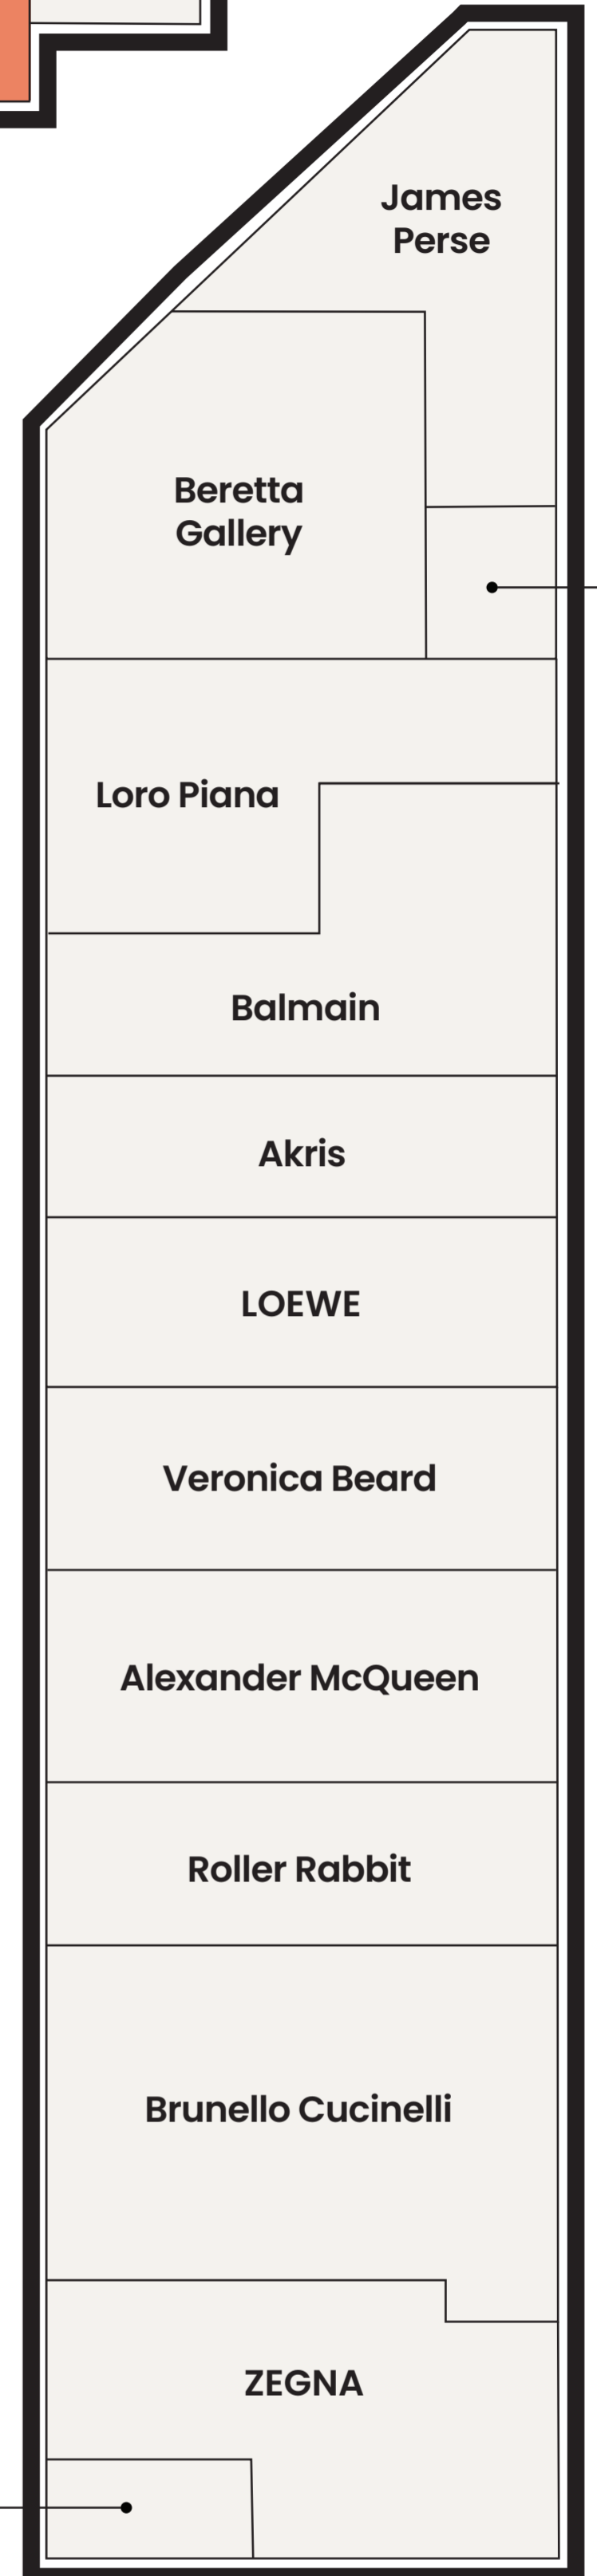 James
Perse
Beretta
Gallery
Loro Piana
Balmain
Akris
LOEWE
Veronica Beard
Alexander McQueen
Roller Rabbit
Brunello Cucinelli
ZEGNA